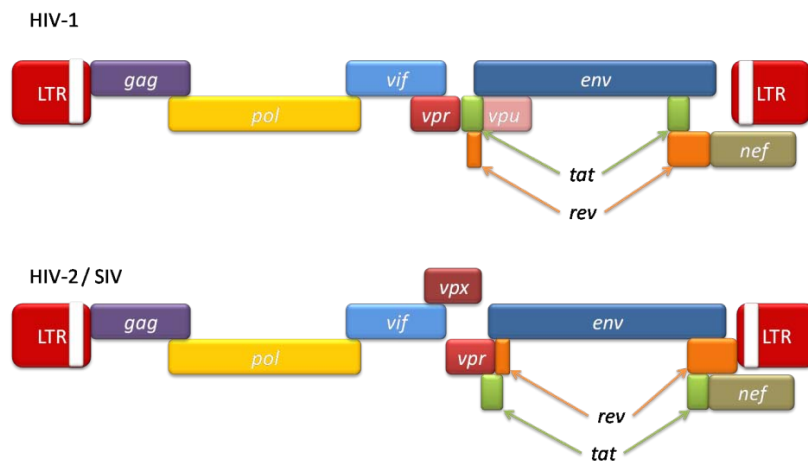 HIV-1
LTR gag vif env LTR
pol vpr vpu nef
tat
rev
HIV-2 / SIV
vpx
LTR gag vif env LTR
pol vpr nef
rev
tat